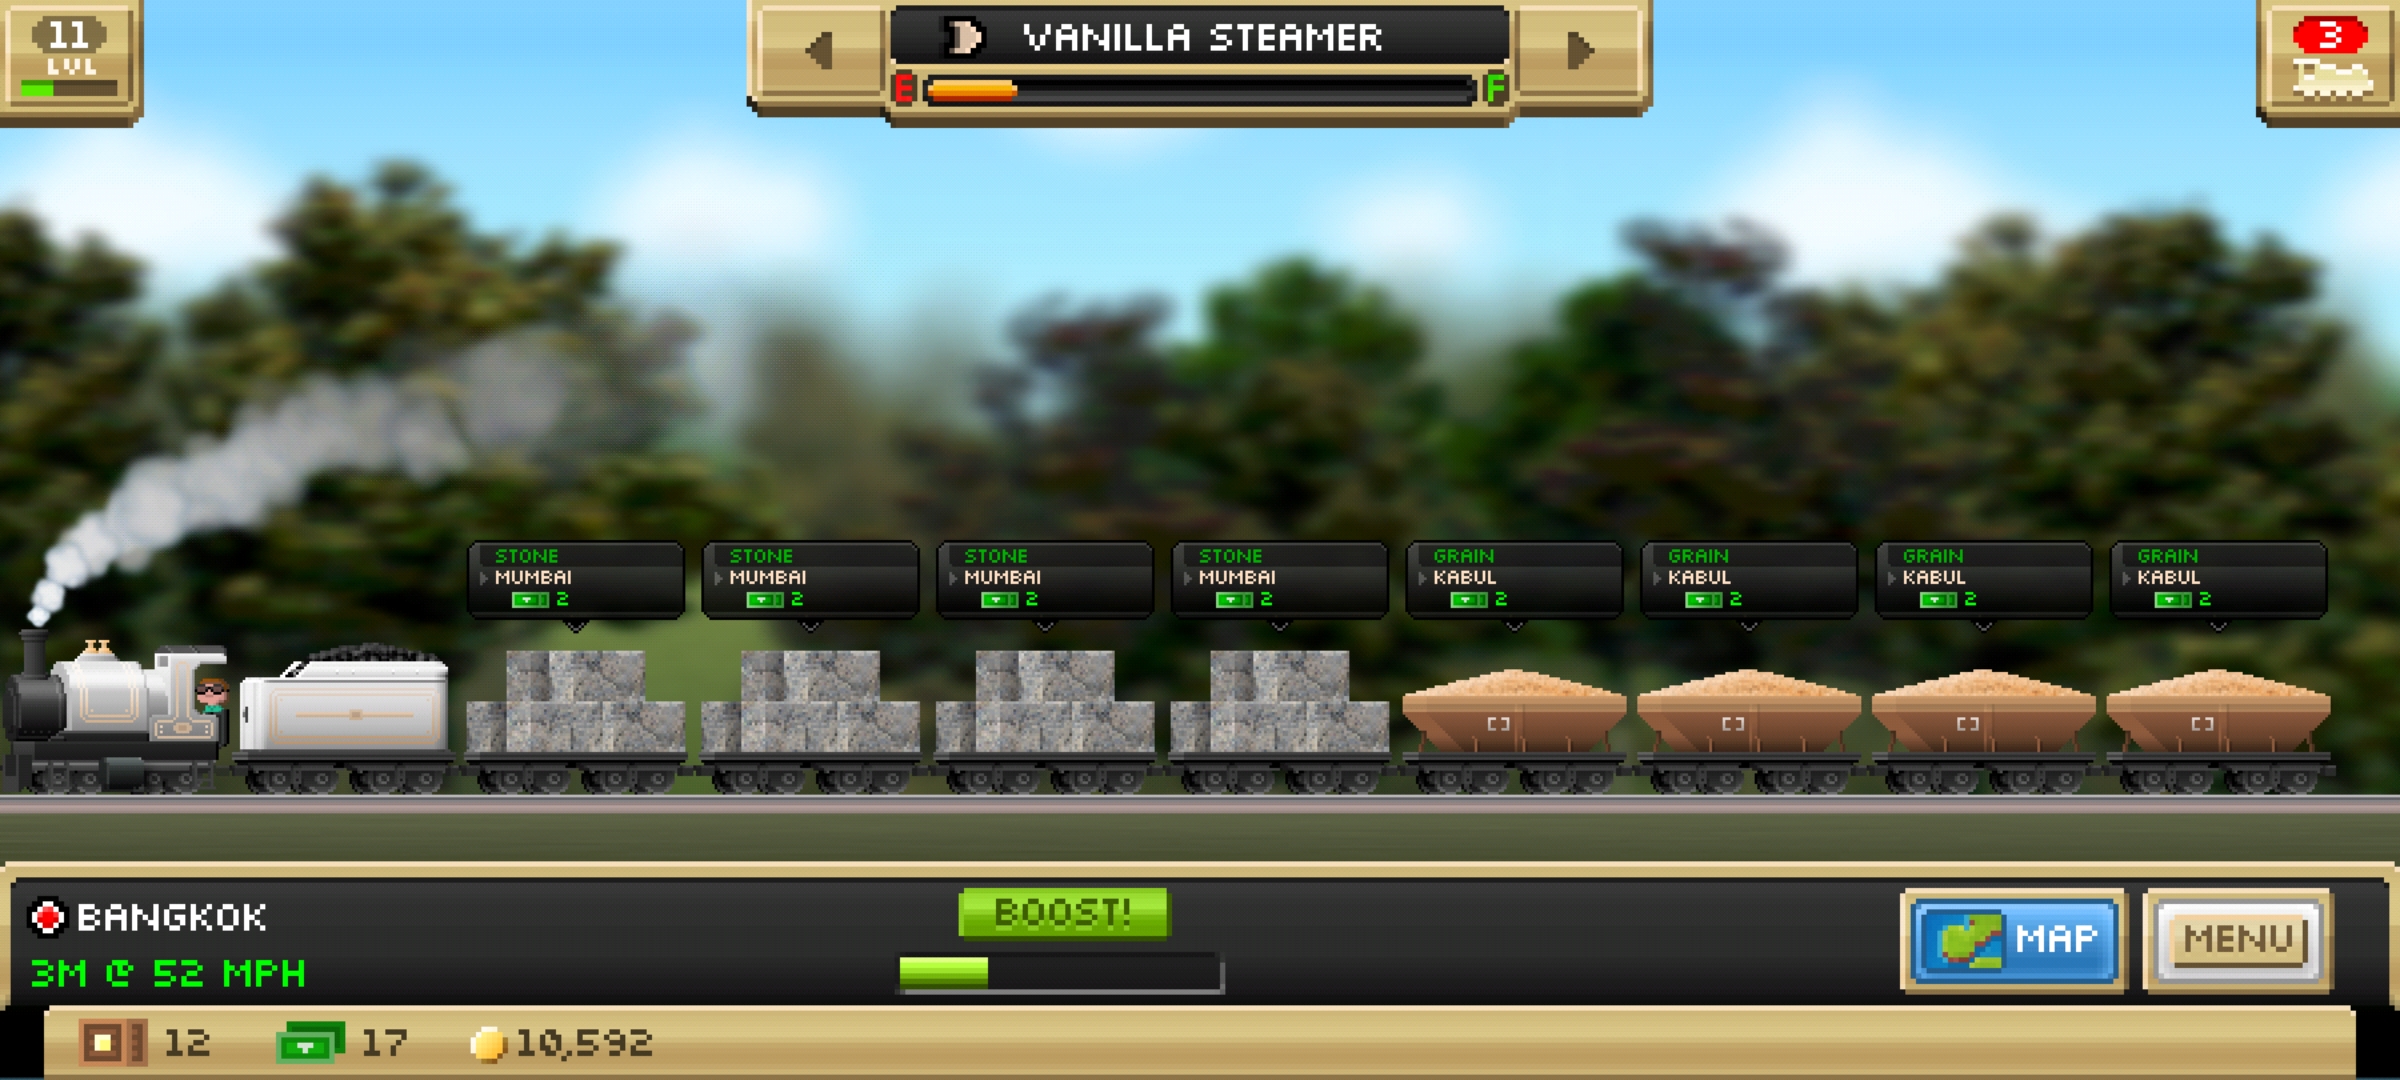 11
LVL
VANILLA STEAMER
E F
3
STONE
MUMBAI
2
STONE
MUMBAI
2
STONE
MUMBAI
2
STONE
MUMBAI
2
GRAIN
KABUL
2
GRAIN
KABUL
2
GRAIN
KABUL
2
GRAIN
KABUL
2
BANGKOK
3M @ 52 MPH
BOOST!
MAP
MENU
12 17 10,592